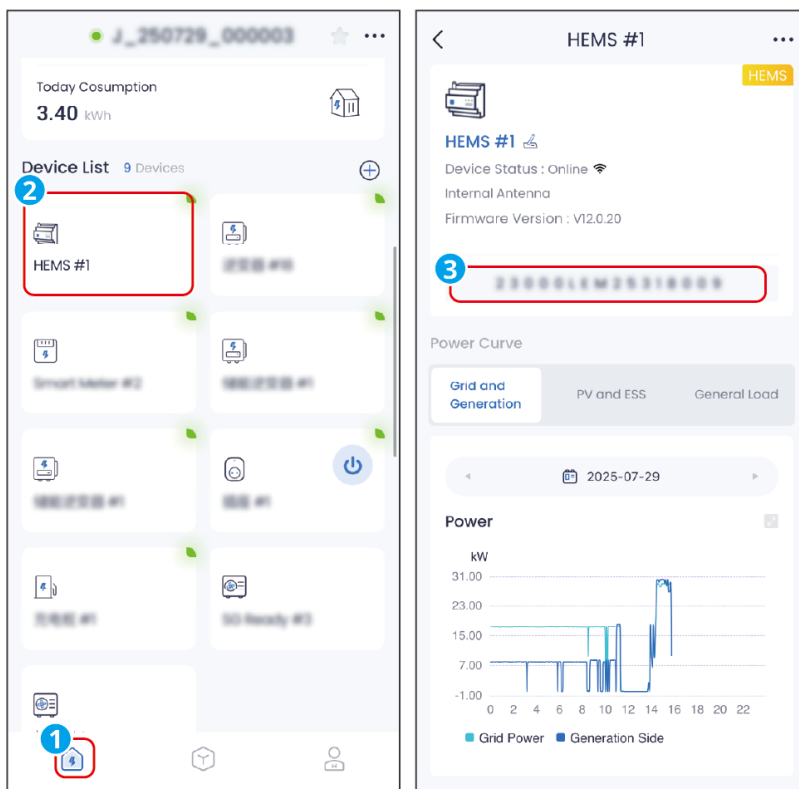 Today Cosumption
3.40 kWh
Device List 9 Devices
2
HEMS #1
1
HEMS #1
HEMS
HEMS #1
Device Status : Online
Internal Antenna
Firmware Version : V12.0.20
3
Power Curve
Grid and
Generation
PV and ESS
General Load
2025-07-29
Power
kW
31.00
23.00
15.00
7.00
-1.00
0 2 4 6 8 10 12 14 16 18 20 22
Grid Power Generation Side